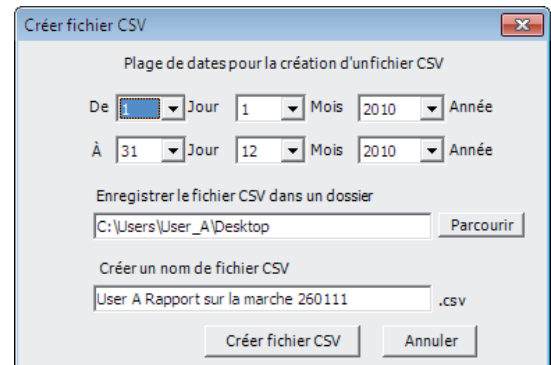 Créer fichier CSV
Plage de dates pour la création d'un fichier CSV
De 1 Jour 1 Mois 2010 Année
À 31 Jour 12 Mois 2010 Année
Enregistrer le fichier CSV dans un dossier
C:\Users\User_A\Desktop Parcourir
Créer un nom de fichier CSV
User A Rapport sur la marche 260111 .csv
Créer fichier CSV Annuler